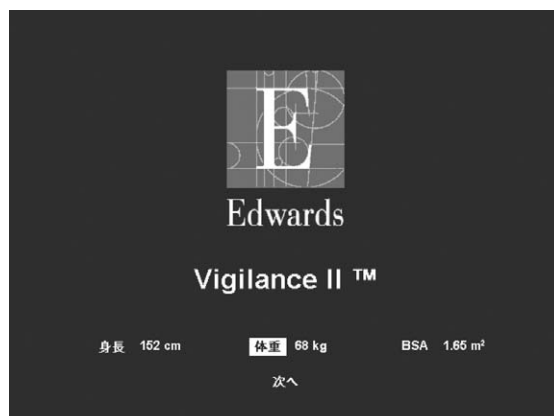 E
Edwards
Vigilance II ™
身長 152 cm 体重 68 kg BSA 1.65 m²
次へ